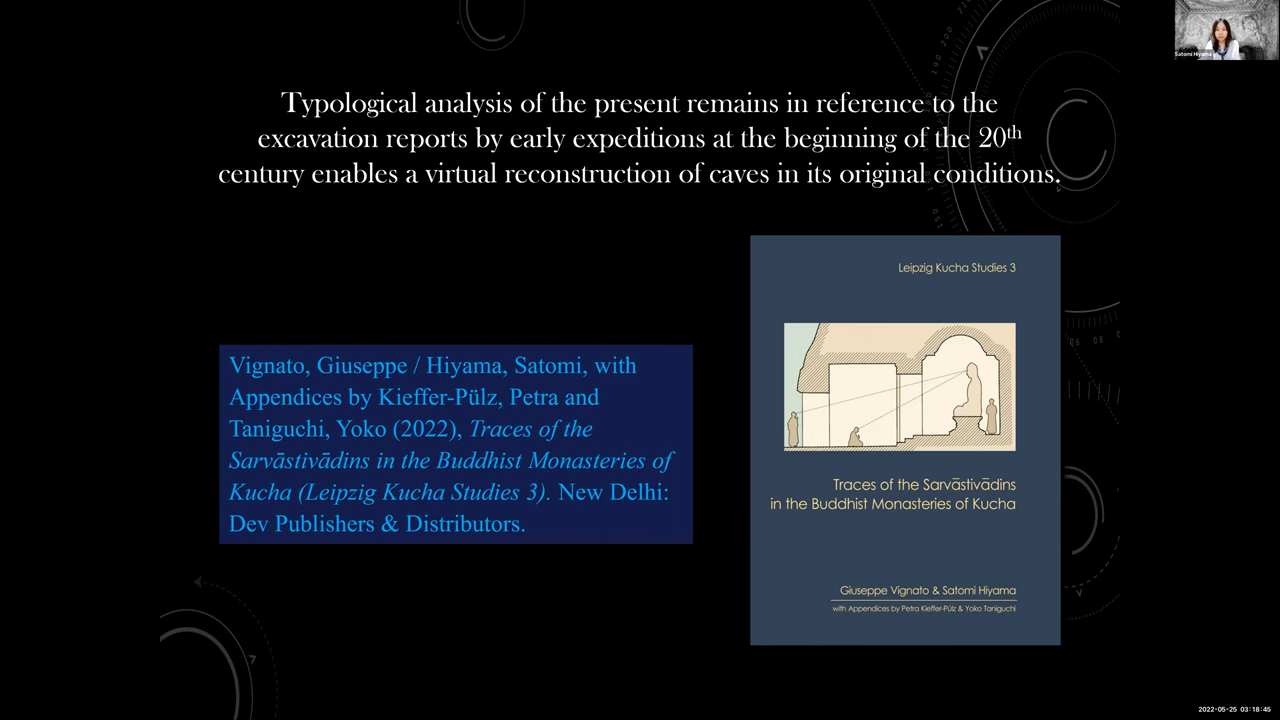 Satomi Hiyama
Typological analysis of the present remains in reference to the
excavation reports by early expeditions at the beginning of the 20th
century enables a virtual reconstruction of caves in its original conditions.
Vignato, Giuseppe / Hiyama, Satomi, with
Appendices by Kieffer-Pülz, Petra and
Taniguchi, Yoko (2022), Traces of the
Sarvāstivādins in the Buddhist Monasteries of
Kucha (Leipzig Kucha Studies 3). New Delhi:
Dev Publishers & Distributors.
Leipzig Kucha Studies 3
Traces of the Sarvāstivādins
in the Buddhist Monasteries of Kucha
Giuseppe Vignato & Satomi Hiyama
with Appendices by Petra Kieffer-Pülz & Yoko Taniguchi
190 200
2022-05-25 03:18:45